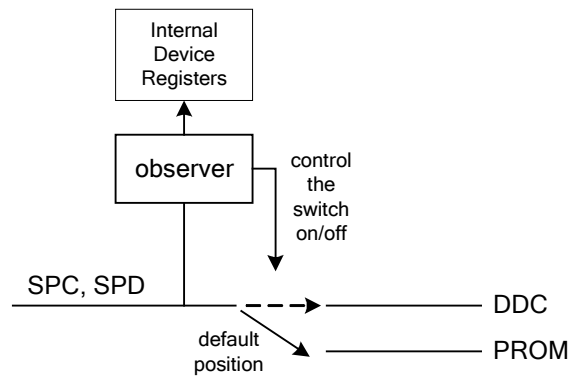 Internal
Device
Registers
observer
control
the
switch
on/off
SPC, SPD
DDC
default
position
PROM